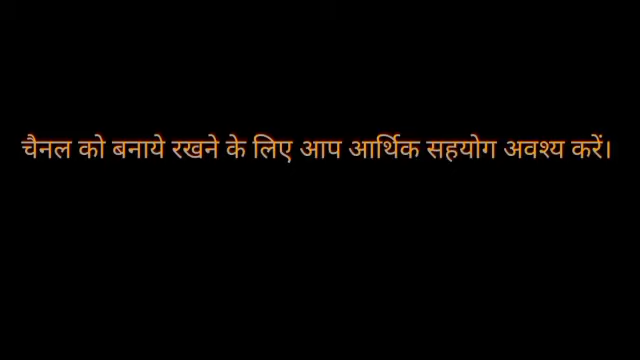 चैनल को बनाये रखने के लिए आप आर्थिक सहयोग अवश्य करें।